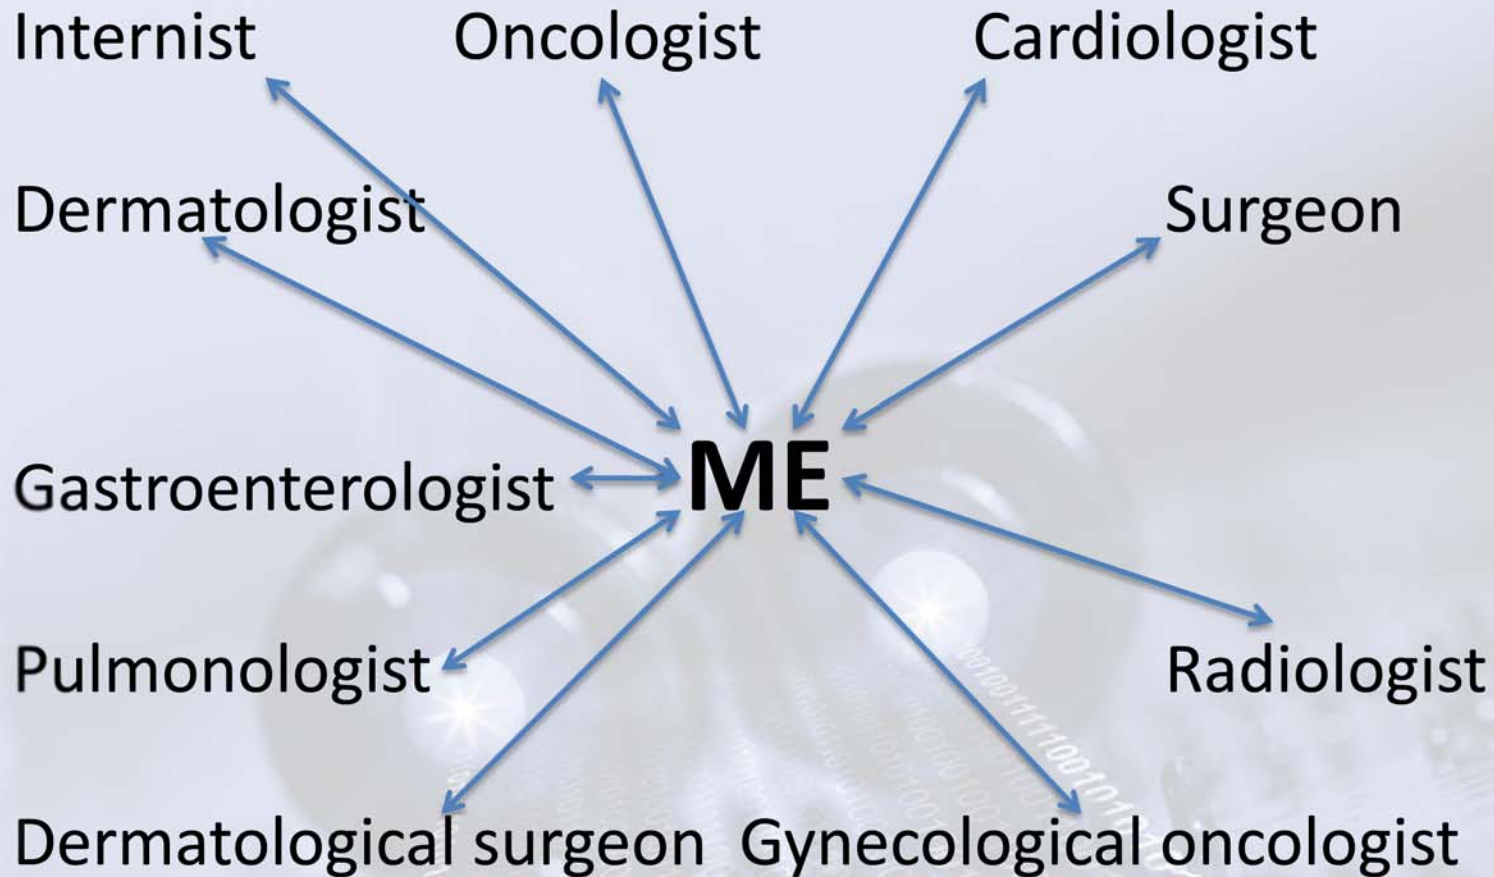 Internist Oncologist Cardiologist
Dermatologist Surgeon
Gastroenterologist ME
Pulmonologist Radiologist
Dermatological surgeon Gynecological oncologist